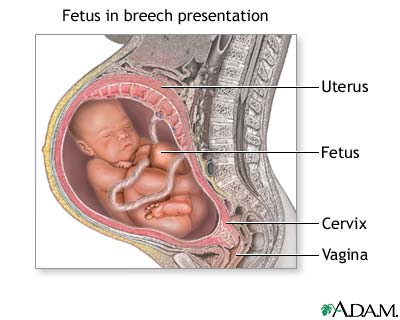 Fetus in breech presentation
Uterus
Fetus
Cervix
Vagina
A.D.A.M.